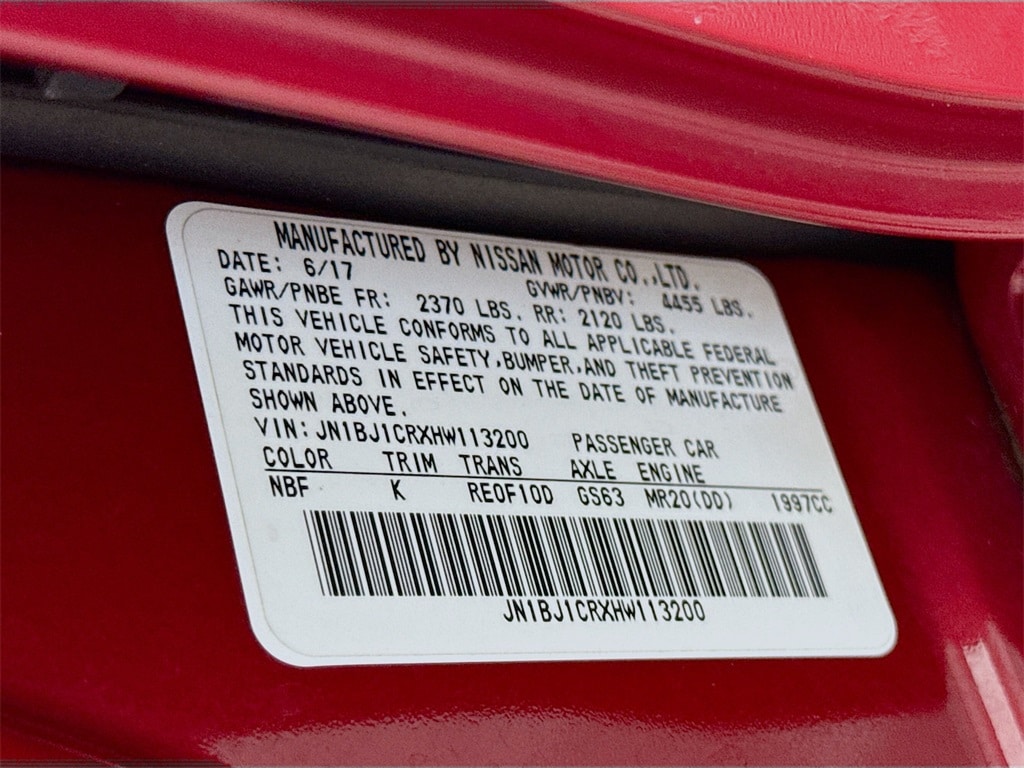 MANUFACTURED BY NISSAN MOTOR CO.,LTD.
DATE: 6/17 GVWR/PNBV: 4455 LBS.
GAWR/PNBE FR: 2370 LBS. RR: 2120 LBS.
THIS VEHICLE CONFORMS TO ALL APPLICABLE FEDERAL
MOTOR VEHICLE SAFETY,BUMPER,AND THEFT PREVENTION
STANDARDS IN EFFECT ON THE DATE OF MANUFACTURE
SHOWN ABOVE.
VIN:JN1BJ1CRXHW113200 PASSENGER CAR
COLOR TRIM TRANS AXLE ENGINE
NBF K RE0F10D GS63 MR20(DD) 1997CC
JN1BJ1CRXHW113200